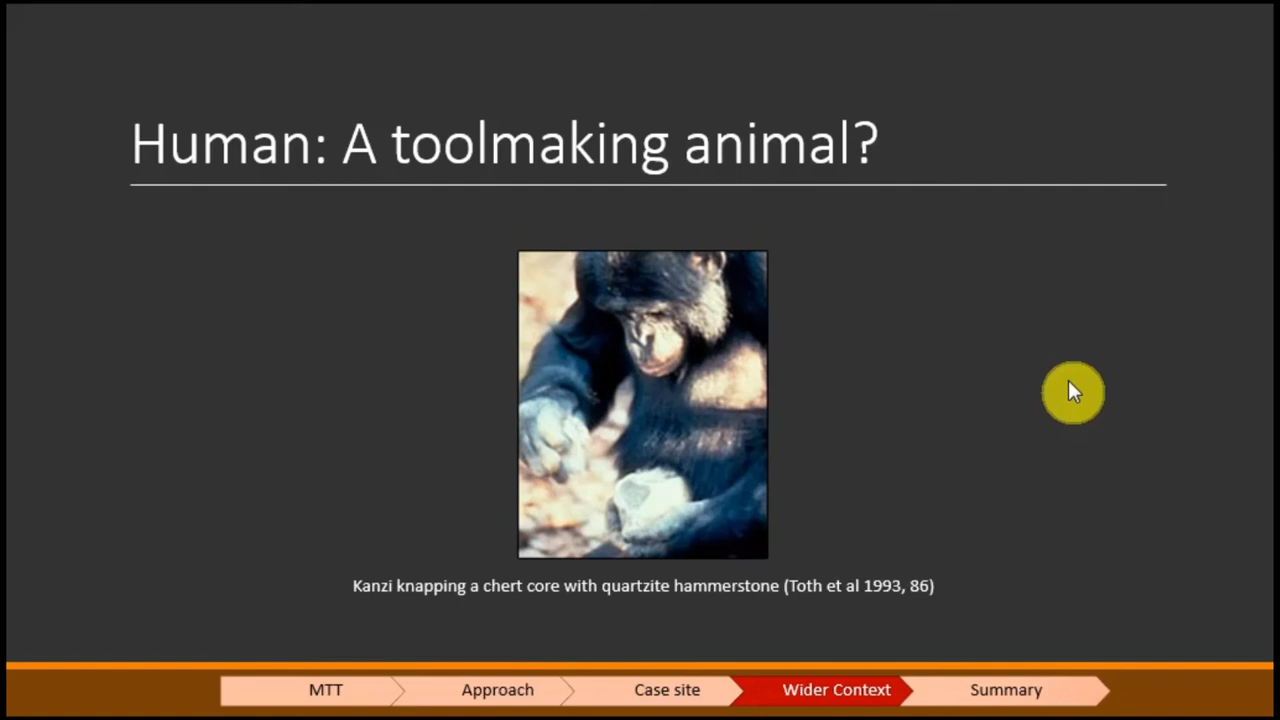 Human: A toolmaking animal?
Kanzi knapping a chert core with quartzite hammerstone (Toth et al 1993, 86)
MTT
Approach
Case site
Wider Context
Summary